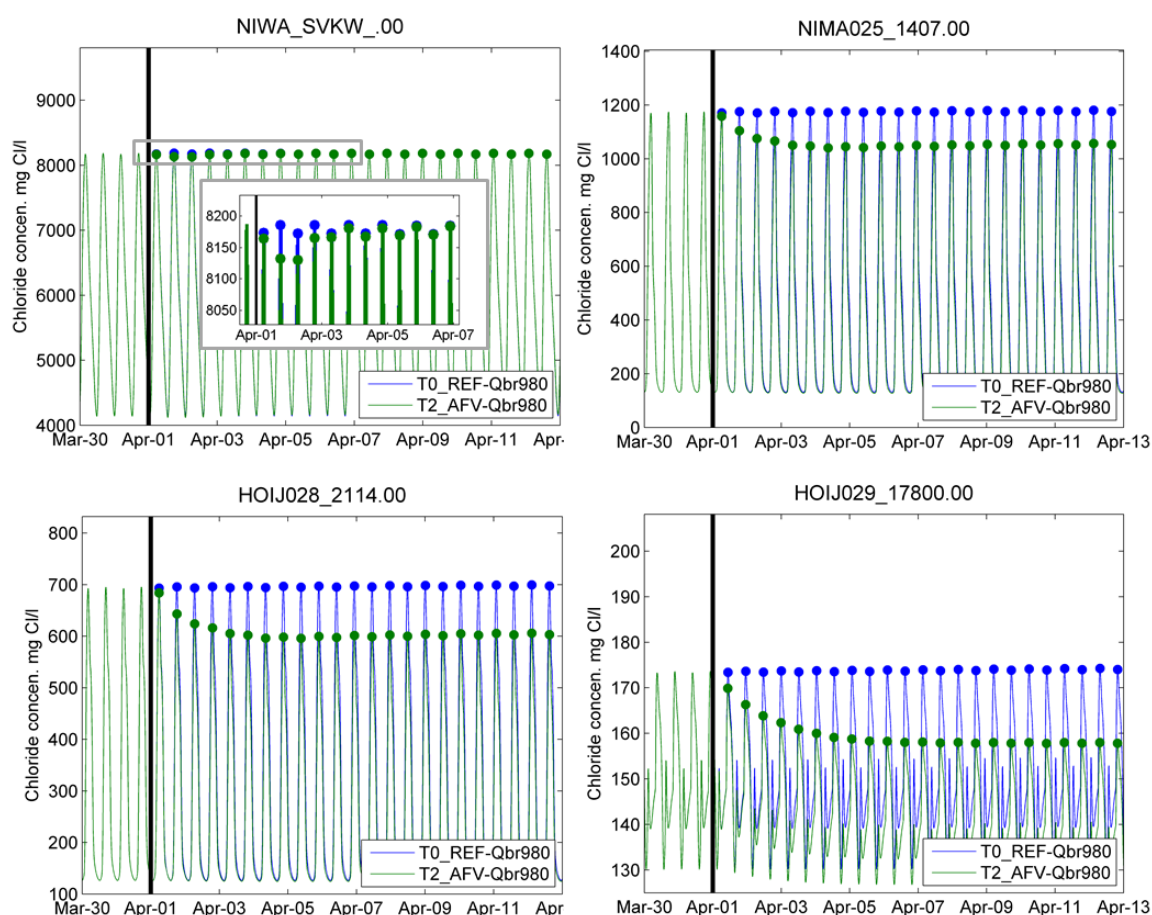 NIWA_SVKW_.00
Chloride concen. mg Cl/l
9000
8000
7000
6000
5000
4000
8200
8150
8100
8050
Apr-01 Apr-03 Apr-05 Apr-07
T0_REF-Qbr980
T2_AFV-Qbr980
Mar-30 Apr-01 Apr-03 Apr-05 Apr-07 Apr-09 Apr-11 Apr-
NIMA025_1407.00
Chloride concen. mg Cl/l
1400
1200
1000
800
600
400
200
0
T0_REF-Qbr980
T2_AFV-Qbr980
Mar-30 Apr-01 Apr-03 Apr-05 Apr-07 Apr-09 Apr-11 Apr-13
HOIJ028_2114.00
Chloride concen. mg Cl/l
800
700
600
500
400
300
200
100
T0_REF-Qbr980
T2_AFV-Qbr980
Mar-30 Apr-01 Apr-03 Apr-05 Apr-07 Apr-09 Apr-11 Apr
HOIJ029_17800.00
Chloride concen. mg Cl/l
200
190
180
170
160
150
140
130
T0_REF-Qbr980
T2_AFV-Qbr980
Mar-30 Apr-01 Apr-03 Apr-05 Apr-07 Apr-09 Apr-11 Apr-13